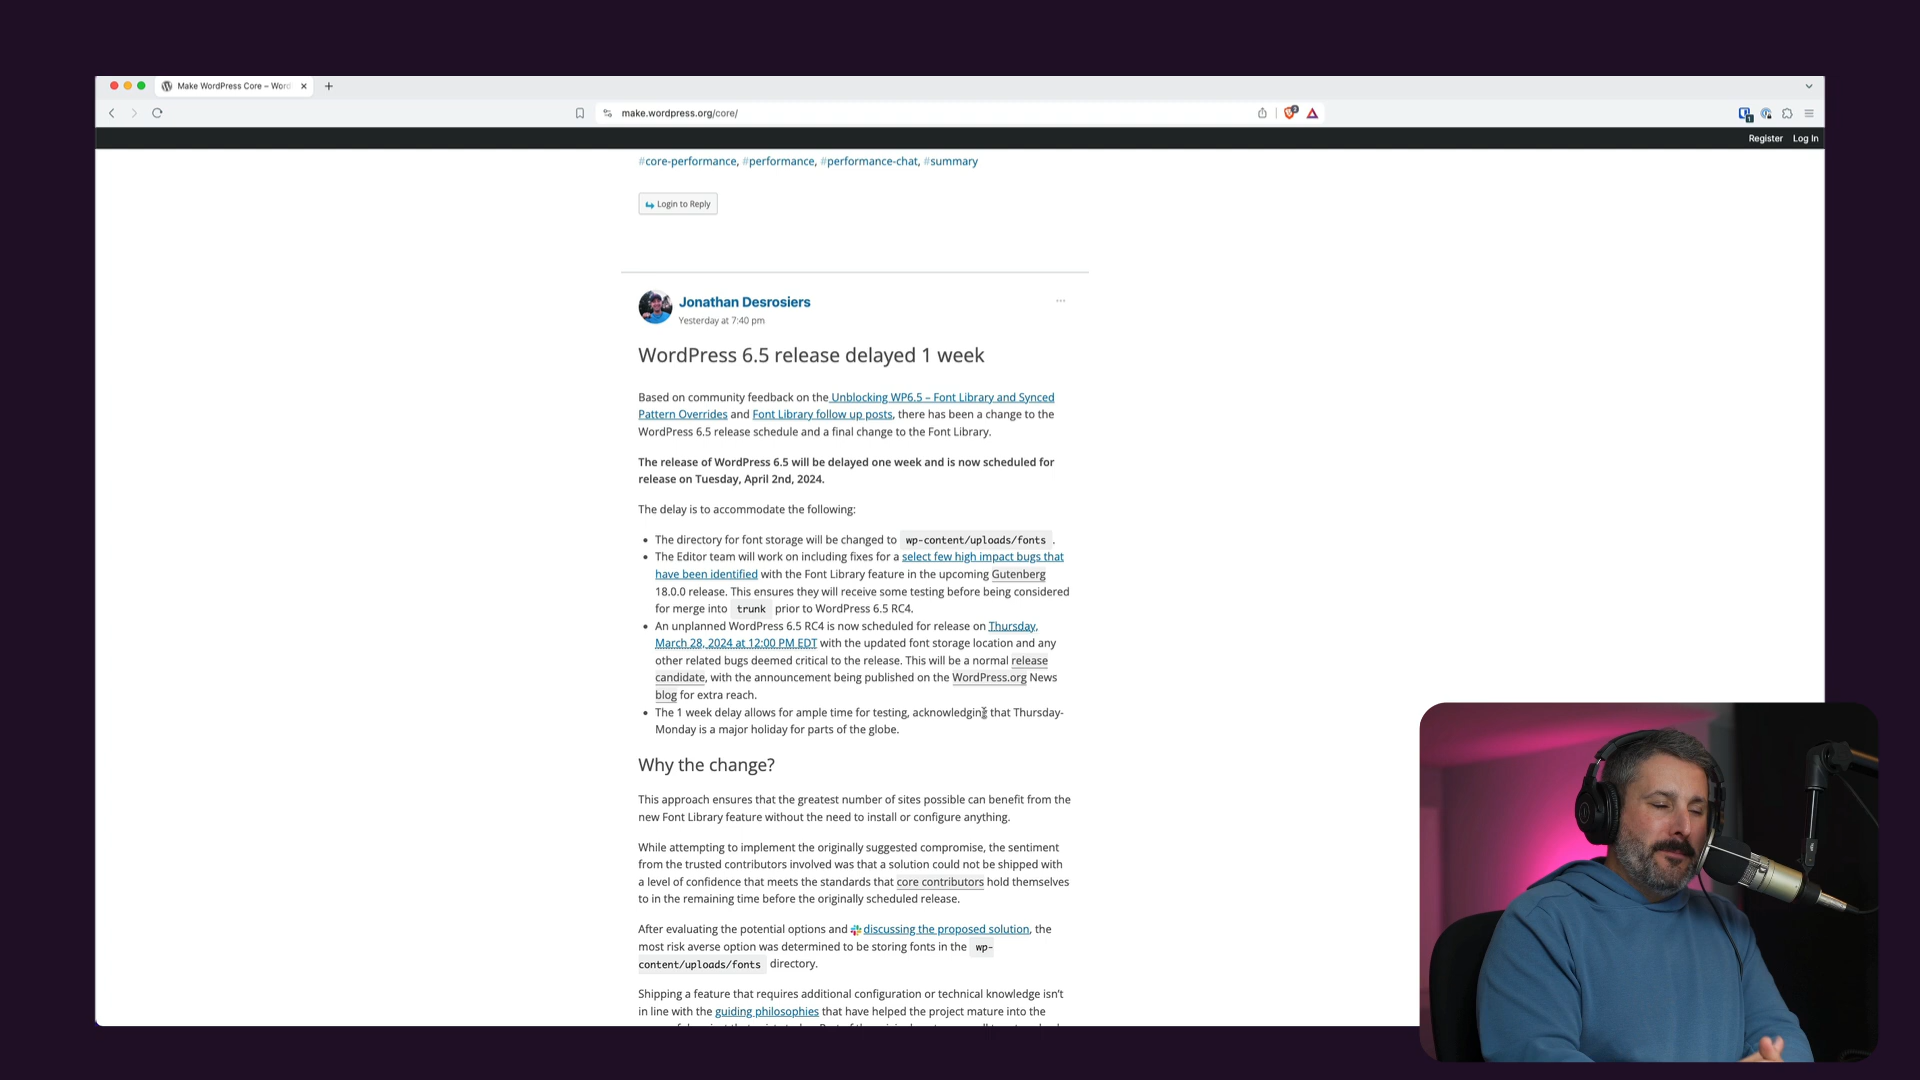 Make WordPress Core – Word
make.wordpress.org/core/
Register Log In
#core-performance, #performance, #performance-chat, #summary
Login to Reply
Jonathan Desrosiers
Yesterday at 7:40 pm
WordPress 6.5 release delayed 1 week
Based on community feedback on the Unblocking WP6.5 – Font Library and Synced
Pattern Overrides and Font Library follow up posts, there has been a change to the
WordPress 6.5 release schedule and a final change to the Font Library.
The release of WordPress 6.5 will be delayed one week and is now scheduled for
release on Tuesday, April 2nd, 2024.
The delay is to accommodate the following:
• The directory for font storage will be changed to wp-content/uploads/fonts .
• The Editor team will work on including fixes for a select few high impact bugs that
have been identified with the Font Library feature in the upcoming Gutenberg
18.0.0 release. This ensures they will receive some testing before being considered
for merge into trunk prior to WordPress 6.5 RC4.
• An unplanned WordPress 6.5 RC4 is now scheduled for release on Thursday,
March 28, 2024 at 12:00 PM EDT with the updated font storage location and any
other related bugs deemed critical to the release. This will be a normal release
candidate, with the announcement being published on the WordPress.org News
blog for extra reach.
• The 1 week delay allows for ample time for testing, acknowledging that Thursday-
Monday is a major holiday for parts of the globe.
Why the change?
This approach ensures that the greatest number of sites possible can benefit from the
new Font Library feature without the need to install or configure anything.
While attempting to implement the originally suggested compromise, the sentiment
from the trusted contributors involved was that a solution could not be shipped with
a level of confidence that meets the standards that core contributors hold themselves
to in the remaining time before the originally scheduled release.
After evaluating the potential options and discussing the proposed solution, the
most risk averse option was determined to be storing fonts in the wp-
content/uploads/fonts directory.
Shipping a feature that requires additional configuration or technical knowledge isn't
in line with the guiding philosophies that have helped the project mature into the